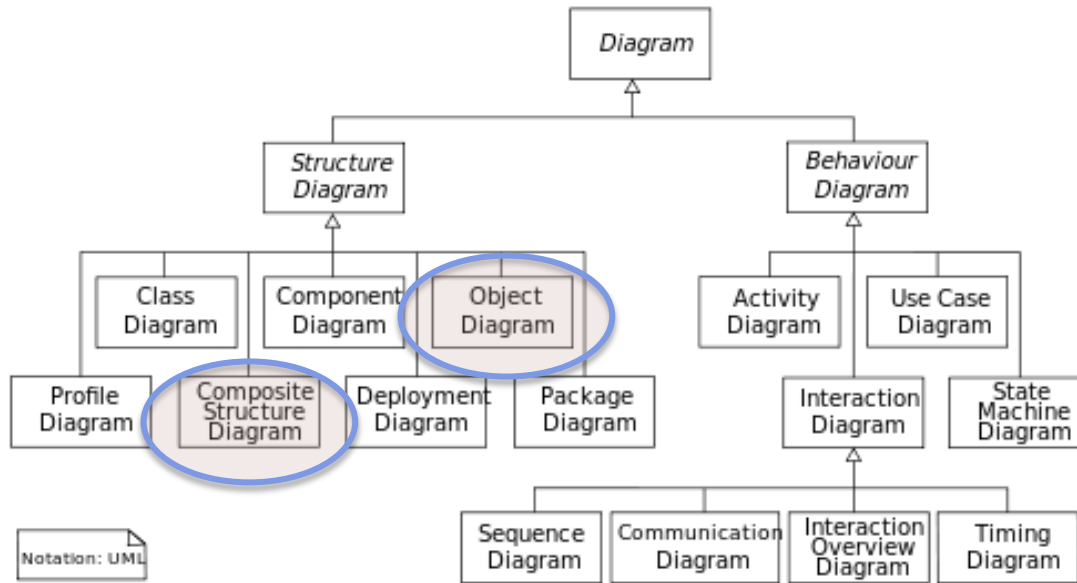 Diagram
Structure
Diagram
Behaviour
Diagram
Class
Diagram
Component
Diagram
Object
Diagram
Activity
Diagram
Use Case
Diagram
Profile
Diagram
Composite
Structure
Diagram
Deployment
Diagram
Package
Diagram
Interaction
Diagram
State
Machine
Diagram
Sequence
Diagram
Communication
Diagram
Interaction
Overview
Diagram
Timing
Diagram
Notation: UML